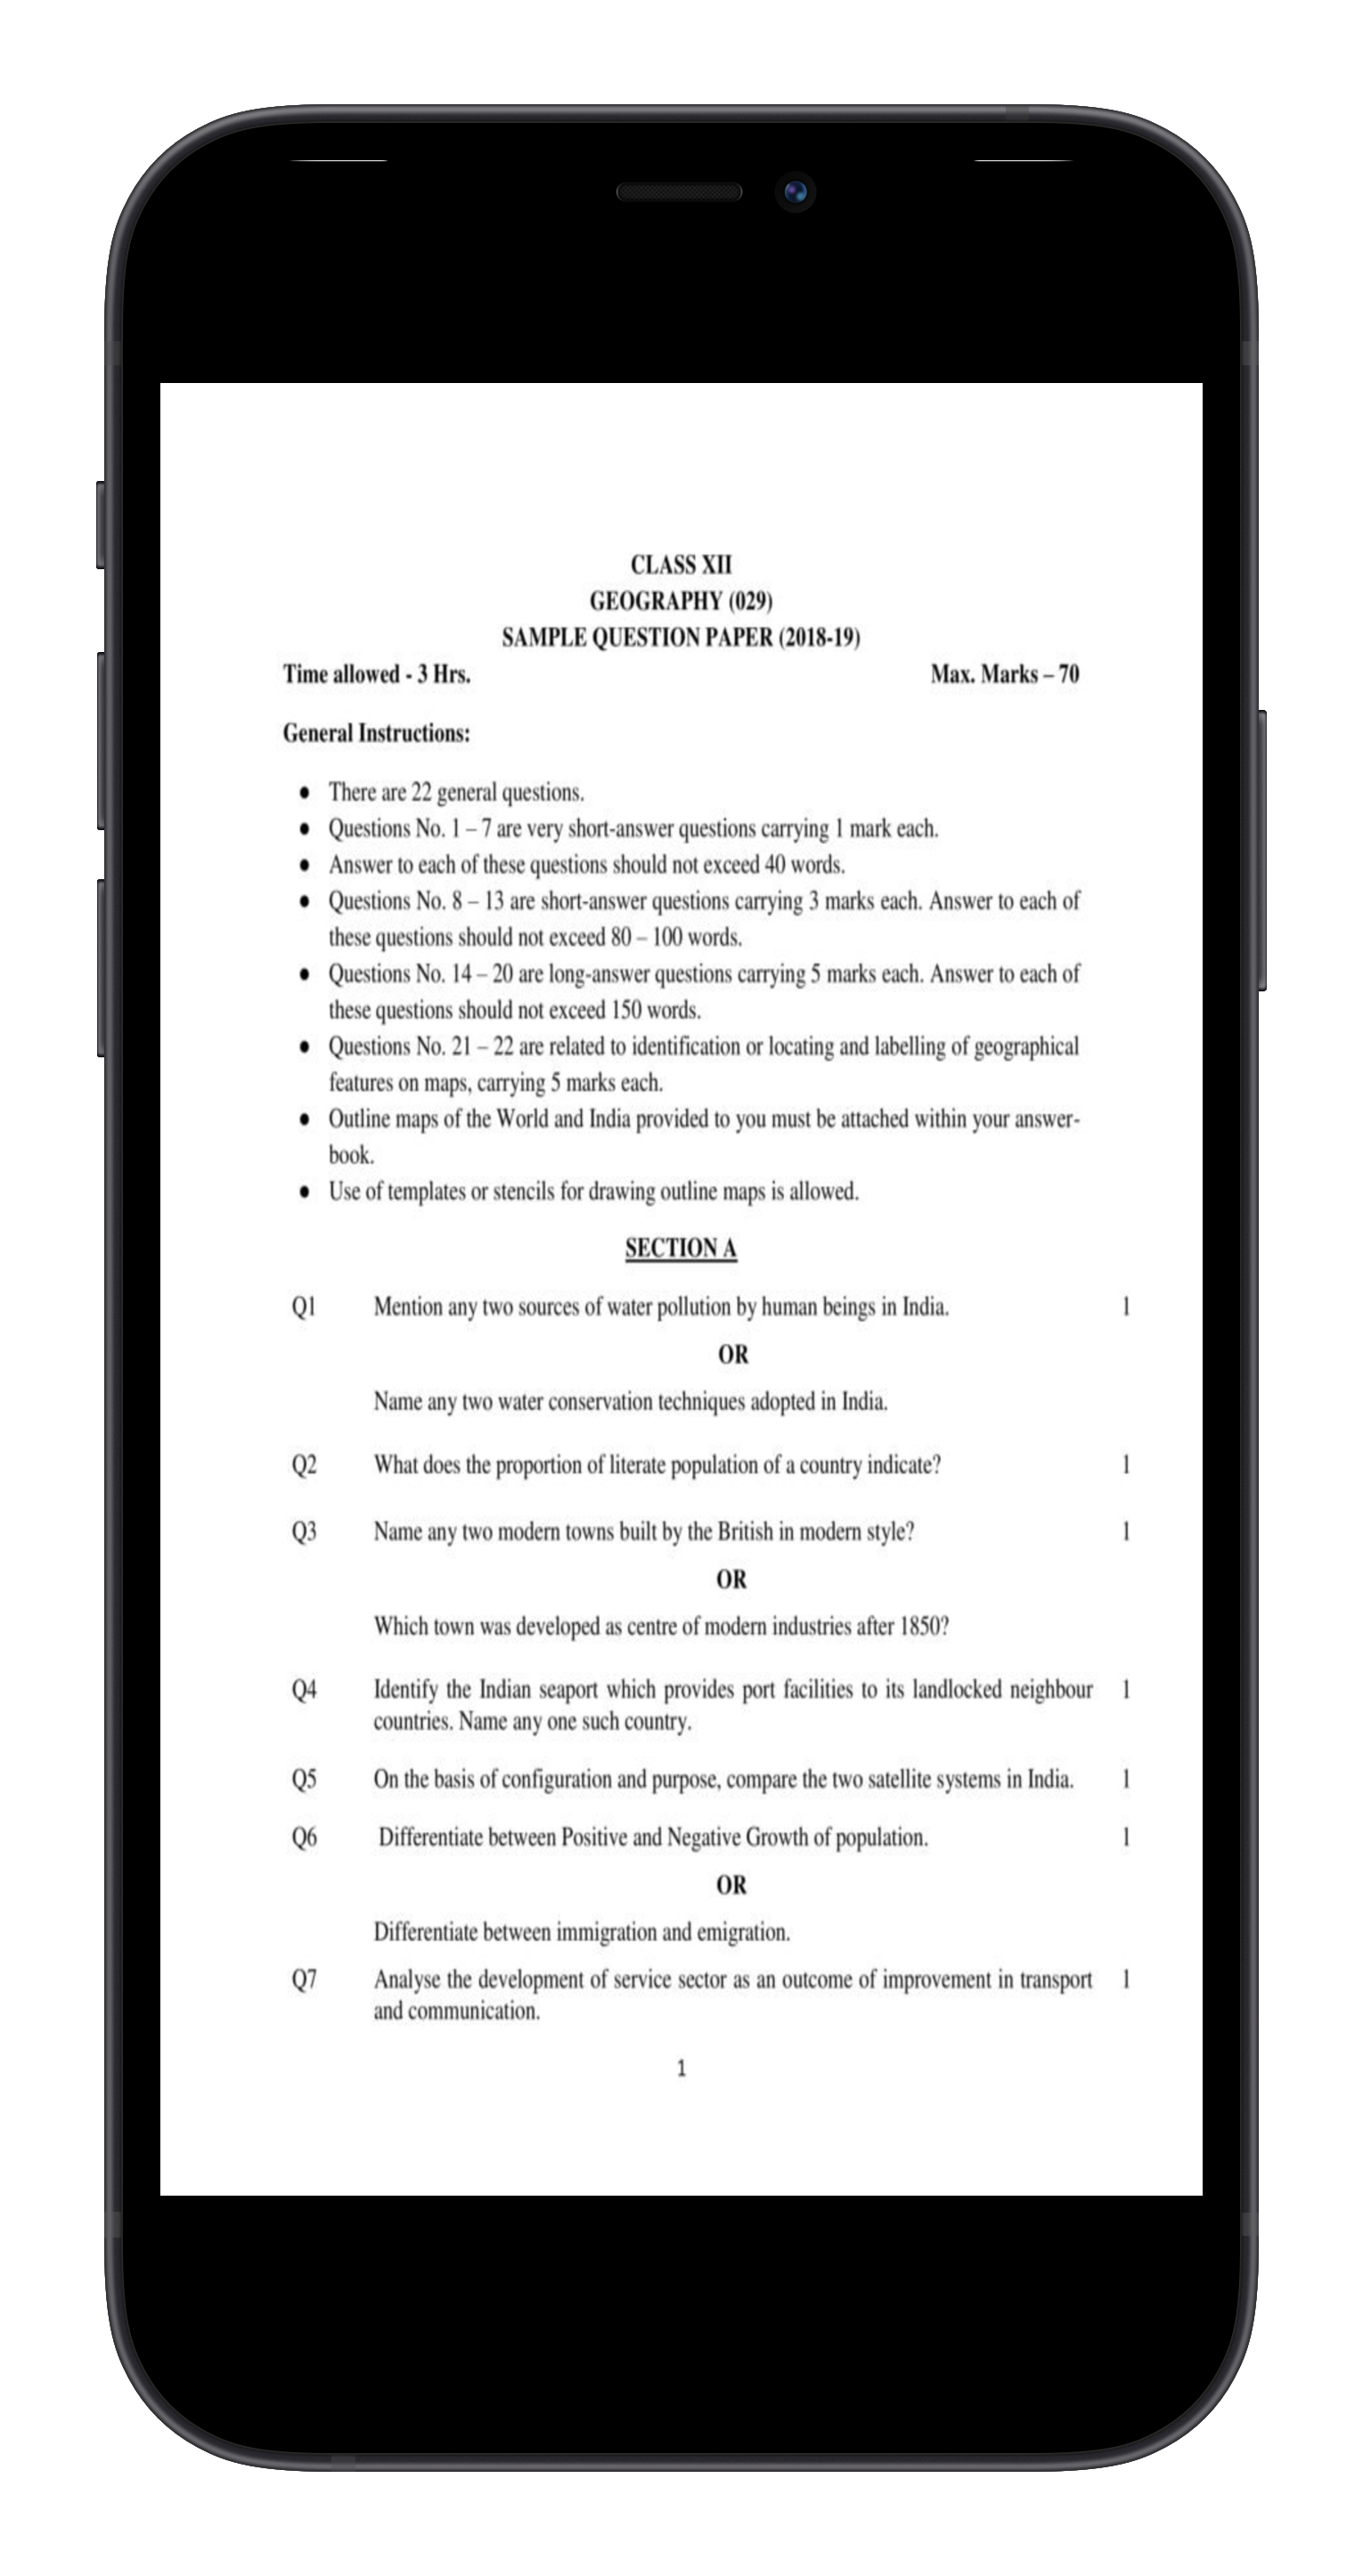 CLASS XII
GEOGRAPHY (029)
SAMPLE QUESTION PAPER (2018-19)
Time allowed - 3 Hrs. Max. Marks – 70
General Instructions:
● There are 22 general questions.
● Questions No. 1 – 7 are very short-answer questions carrying 1 mark each.
● Answer to each of these questions should not exceed 40 words.
● Questions No. 8 – 13 are short-answer questions carrying 3 marks each. Answer to each of
these questions should not exceed 80 – 100 words.
● Questions No. 14 – 20 are long-answer questions carrying 5 marks each. Answer to each of
these questions should not exceed 150 words.
● Questions No. 21 – 22 are related to identification or locating and labelling of geographical
features on maps, carrying 5 marks each.
● Outline maps of the World and India provided to you must be attached within your answer-
book.
● Use of templates or stencils for drawing outline maps is allowed.
SECTION A
Q1 Mention any two sources of water pollution by human beings in India. 1
OR
Name any two water conservation techniques adopted in India.
Q2 What does the proportion of literate population of a country indicate? 1
Q3 Name any two modern towns built by the British in modern style? 1
OR
Which town was developed as centre of modern industries after 1850?
Q4 Identify the Indian seaport which provides port facilities to its landlocked neighbour 1
countries. Name any one such country.
Q5 On the basis of configuration and purpose, compare the two satellite systems in India. 1
Q6 Differentiate between Positive and Negative Growth of population. 1
OR
Differentiate between immigration and emigration.
Q7 Analyse the development of service sector as an outcome of improvement in transport 1
and communication.
1